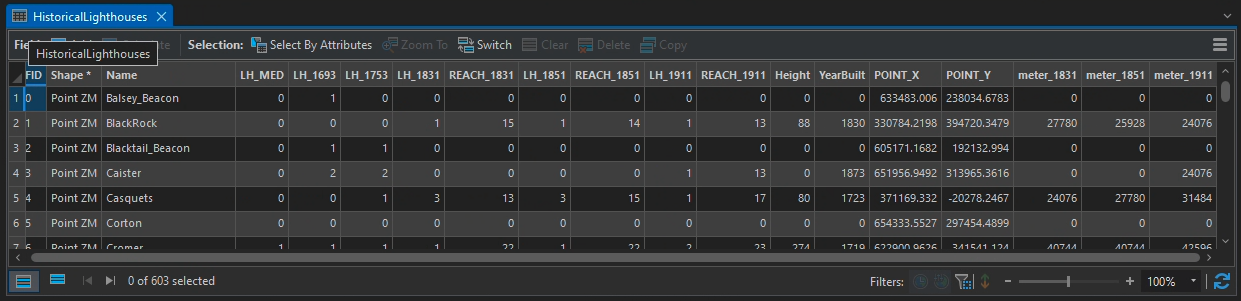 HistoricalLighthouses
Selection: Select By Attributes Zoom To Switch Clear Delete Copy
HistoricalLighthouses
FID Shape * Name LH_MED LH_1693 LH_1753 LH_1831 REACH_1831 LH_1851 REACH_1851 LH_1911 REACH_1911 Height YearBuilt POINT_X POINT_Y meter_1831 meter_1851 meter_1911
1 0 Point ZM Balsey_Beacon 0 1 0 0 0 0 0 0 0 0 0 633483.006 238034.6783 0 0 0
2 1 Point ZM BlackRock 0 0 0 1 15 1 14 1 13 88 1830 330784.2198 394720.3479 27780 25928 24076
3 2 Point ZM Blacktail_Beacon 0 1 1 0 0 0 0 0 0 0 0 605171.1682 192132.994 0 0 0
4 3 Point ZM Caister 0 2 2 0 0 0 0 1 13 0 1873 651956.9492 313965.3616 0 0 24076
5 4 Point ZM Casquets 0 0 1 3 13 3 15 1 17 80 1723 371169.332 -20278.2467 24076 27780 31484
6 5 Point ZM Corton 0 0 0 0 0 0 0 0 0 0 0 654333.5527 297454.4899 0 0 0
7 6 Point ZM Cromer 1 1 1 1 22 1 22 2 23 274 1719 622900.9626 341541.124 40744 40744 42596
0 of 603 selected Filters: 100%